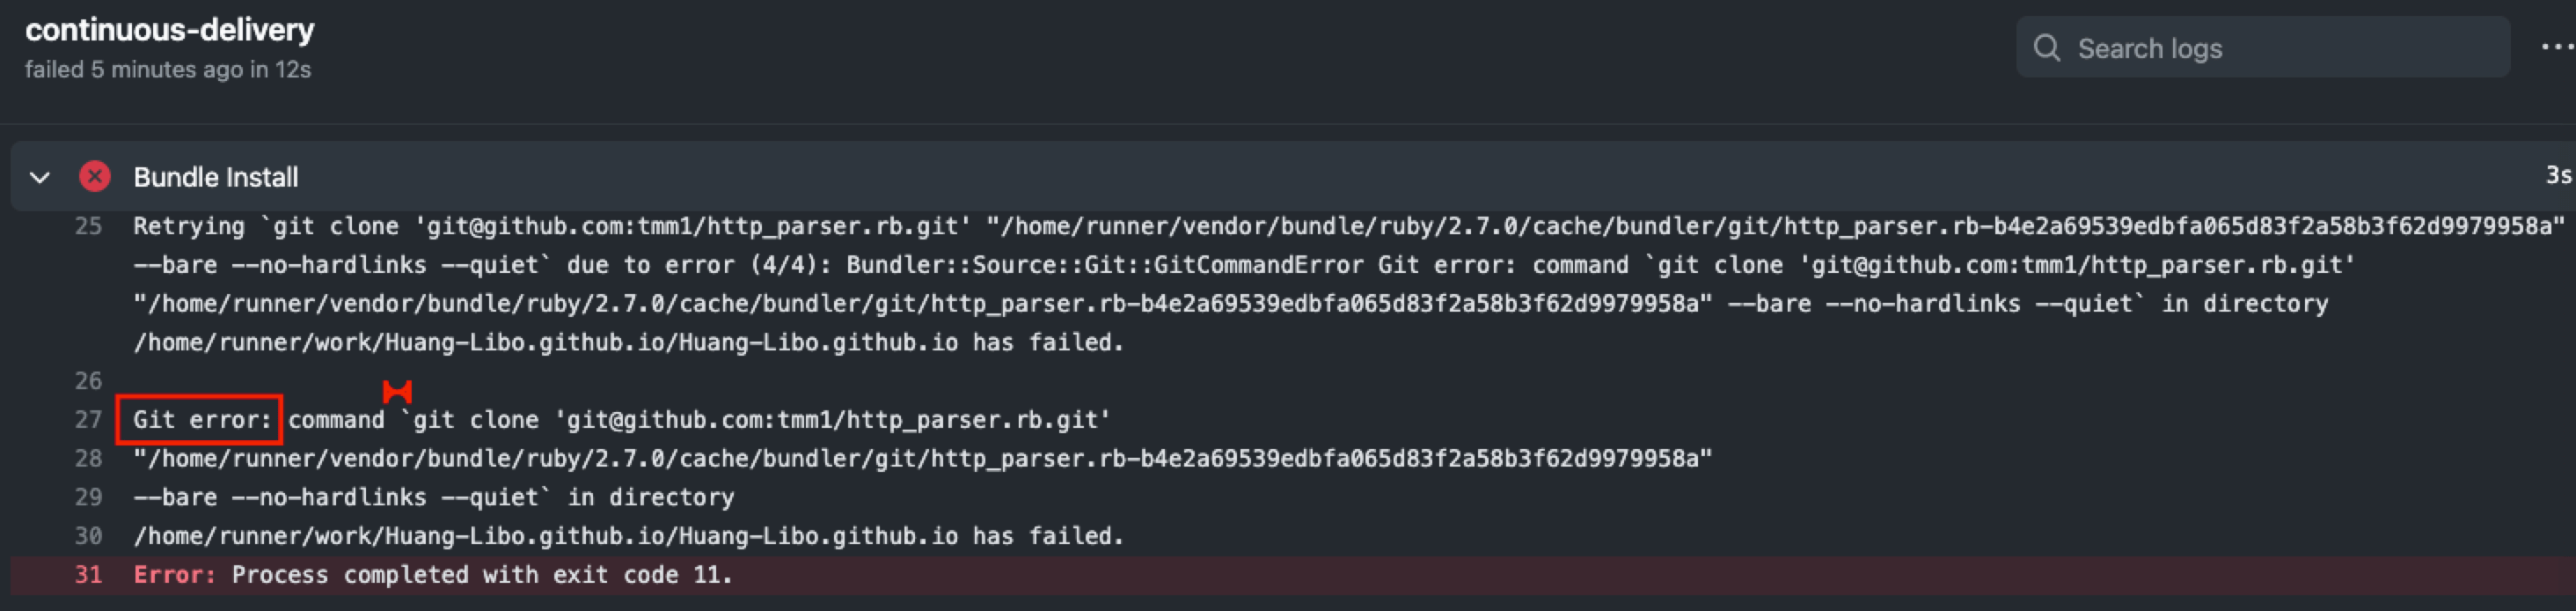 continuous-delivery
failed 5 minutes ago in 12s
Search logs
Bundle Install
3s
25 Retrying `git clone 'git@github.com:tmm1/http_parser.rb.git' "/home/runner/vendor/bundle/ruby/2.7.0/cache/bundler/git/http_parser.rb-b4e2a69539edbfa065d83f2a58b3f62d9979958a"
--bare --no-hardlinks --quiet` due to error (4/4): Bundler::Source::Git::GitCommandError Git error: command `git clone 'git@github.com:tmm1/http_parser.rb.git'
"/home/runner/vendor/bundle/ruby/2.7.0/cache/bundler/git/http_parser.rb-b4e2a69539edbfa065d83f2a58b3f62d9979958a" --bare --no-hardlinks --quiet` in directory
/home/runner/work/Huang-Libo.github.io/Huang-Libo.github.io has failed.
26
27 Git error: command `git clone 'git@github.com:tmm1/http_parser.rb.git'
28 "/home/runner/vendor/bundle/ruby/2.7.0/cache/bundler/git/http_parser.rb-b4e2a69539edbfa065d83f2a58b3f62d9979958a"
29 --bare --no-hardlinks --quiet` in directory
30 /home/runner/work/Huang-Libo.github.io/Huang-Libo.github.io has failed.
31 Error: Process completed with exit code 11.